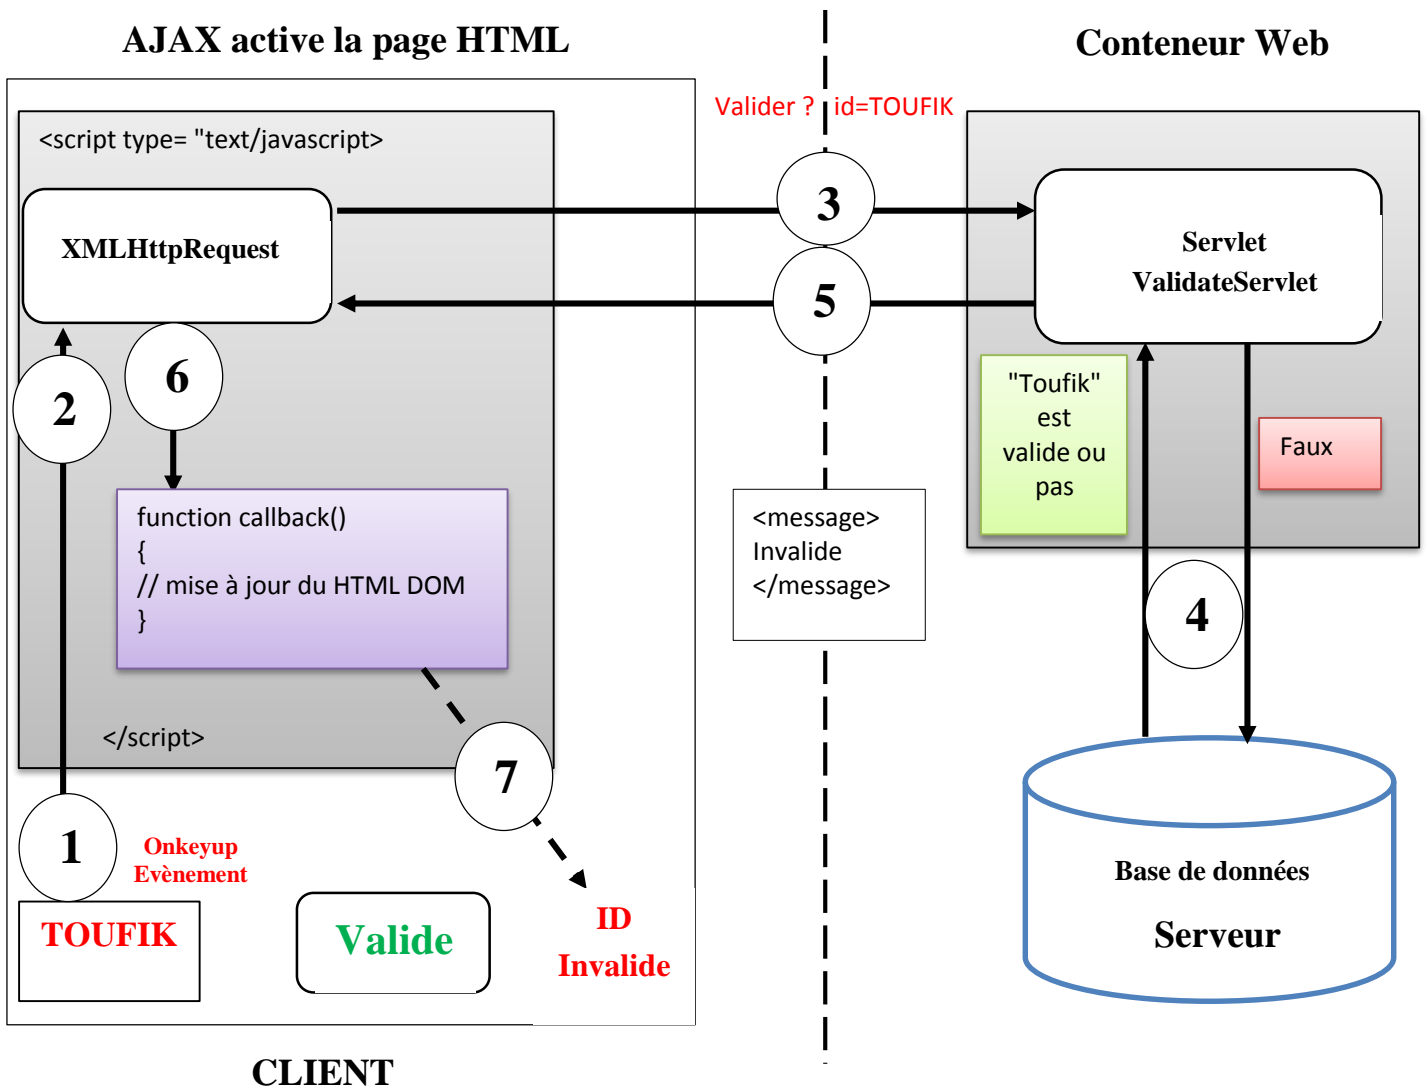 AJAX active la page HTML
Conteneur Web
Valider ? id=TOUFIK
<script type= "text/javascript>
3
XMLHttpRequest
Servlet
ValidateServlet
5
2
6
"Toufik"
est
valide ou
pas
Faux
function callback()
{
// mise à jour du HTML DOM
}
<message>
Invalide
</message>
4
</script>
7
1
Onkeyup
Evènement
TOUFIK
Valide
ID
Invalide
Base de données
Serveur
CLIENT